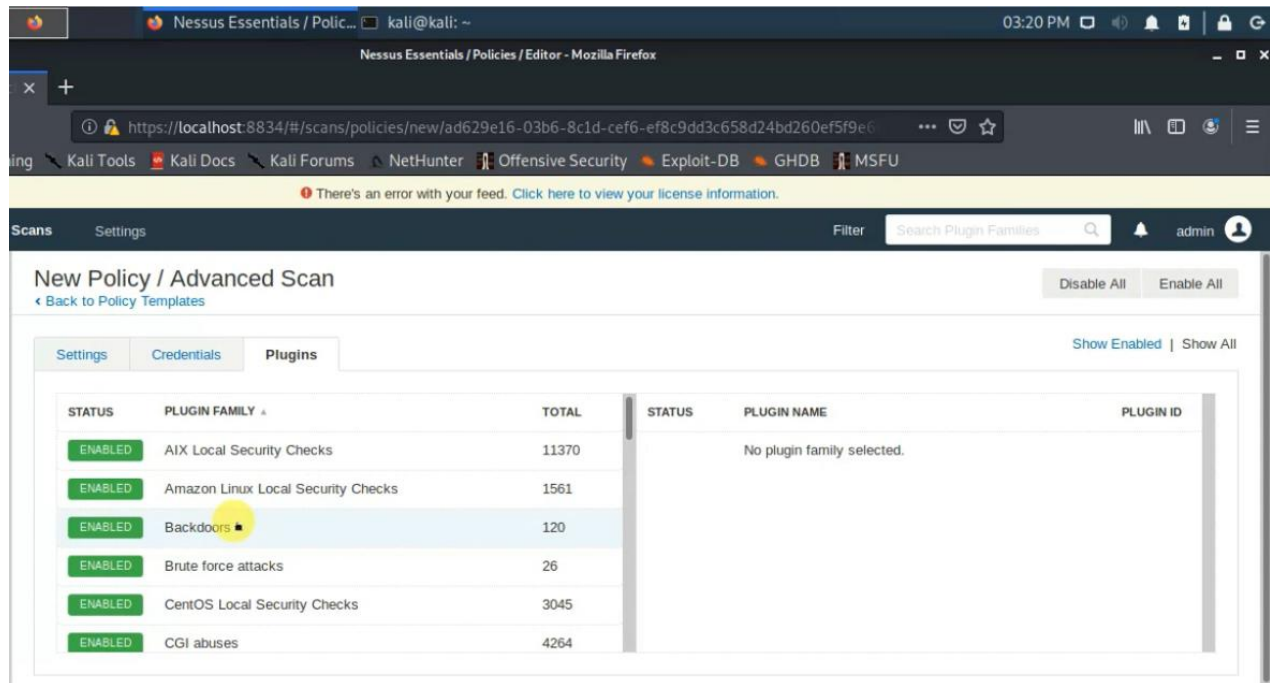 Nessus Essentials / Polic... kali@kali: ~ 03:20 PM
Nessus Essentials / Policies / Editor - Mozilla Firefox
https://localhost:8834/#/scans/policies/new/ad629e16-03b6-8c1d-cef6-ef8c9dd3c658d24bd260ef5f9e6
ing Kali Tools Kali Docs Kali Forums NetHunter Offensive Security Exploit-DB GHDB MSFU
There's an error with your feed. Click here to view your license information.
Scans Settings Filter Search Plugin Families admin
New Policy / Advanced Scan Disable All Enable All
Back to Policy Templates
Settings Credentials Plugins Show Enabled | Show All
STATUS PLUGIN FAMILY TOTAL STATUS PLUGIN NAME PLUGIN ID
ENABLED AIX Local Security Checks 11370 No plugin family selected.
ENABLED Amazon Linux Local Security Checks 1561
ENABLED Backdoors 120
ENABLED Brute force attacks 26
ENABLED CentOS Local Security Checks 3045
ENABLED CGI abuses 4264